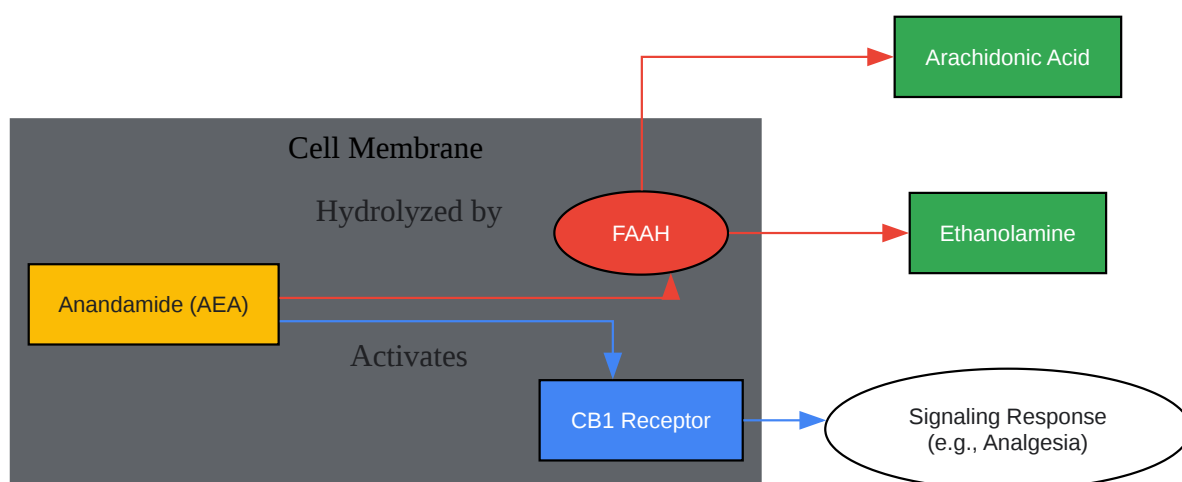 Arachidonic Acid
Cell Membrane
Hydrolyzed by
FAAH
Ethanolamine
Anandamide (AEA)
Activates
CB1 Receptor
Signaling Response
(e.g., Analgesia)